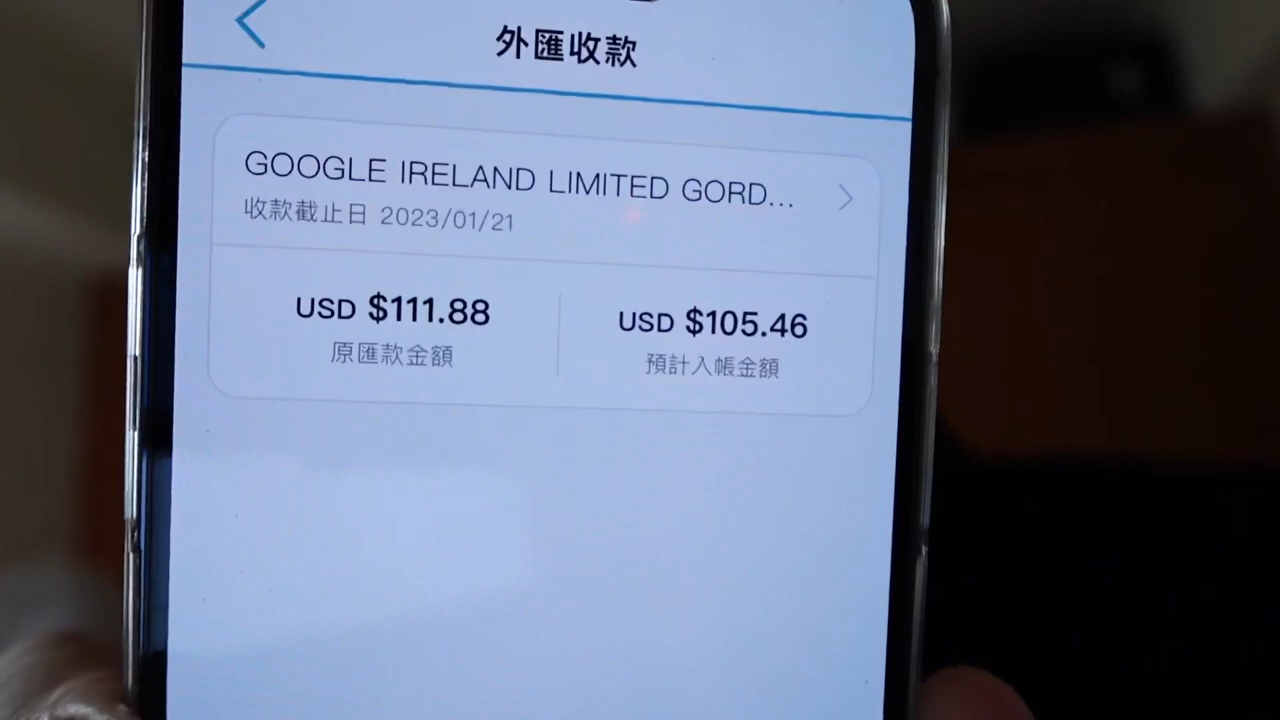 外匯收款
GOOGLE IRELAND LIMITED GORD...
收款截止日 2023/01/21
USD $111.88
原匯款金額
USD $105.46
預計入帳金額